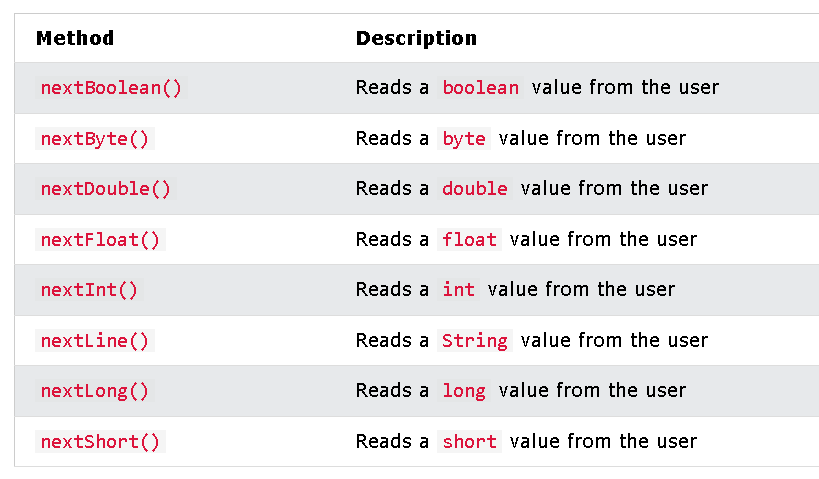 Method Description
nextBoolean() Reads a boolean value from the user
nextByte() Reads a byte value from the user
nextDouble() Reads a double value from the user
nextFloat() Reads a float value from the user
nextInt() Reads a int value from the user
nextLine() Reads a String value from the user
nextLong() Reads a long value from the user
nextShort() Reads a short value from the user